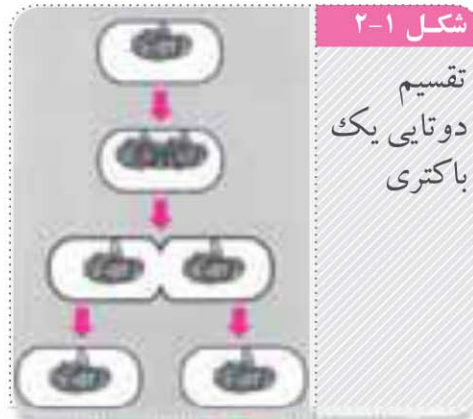 شکل ۱-۲
تقسیم
دوتایی یک
باکتری